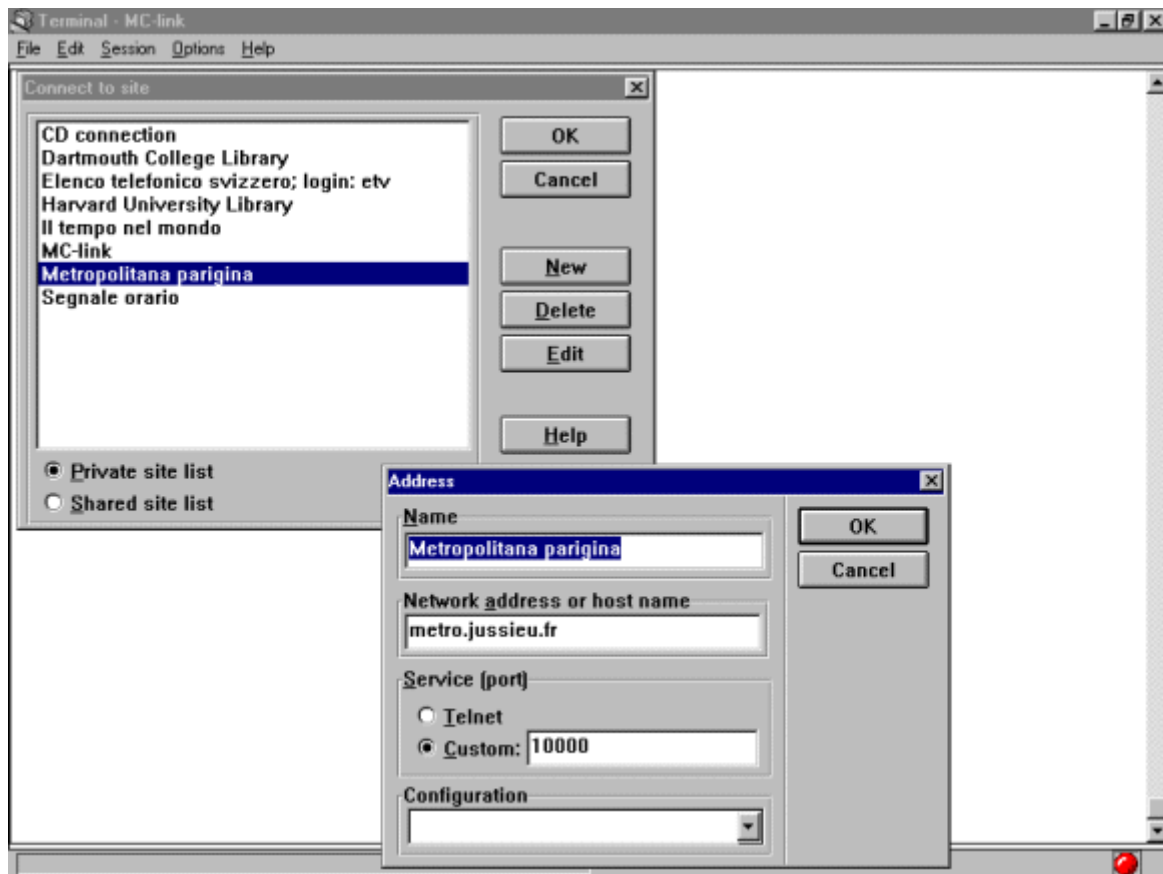 Terminal - MC-link
File Edit Session Options Help
Connect to site
CD connection
Dartmouth College Library
Elenco telefonico svizzero; login: etv
Harvard University Library
Il tempo nel mondo
MC-link
Metropolitana parigina
Segnale orario
OK
Cancel
New
Delete
Edit
Help
Private site list
Shared site list
Address
Name
Metropolitana parigina
Network address or host name
metro.jussieu.fr
Service (port)
Telnet
Custom: 10000
Configuration
OK
Cancel